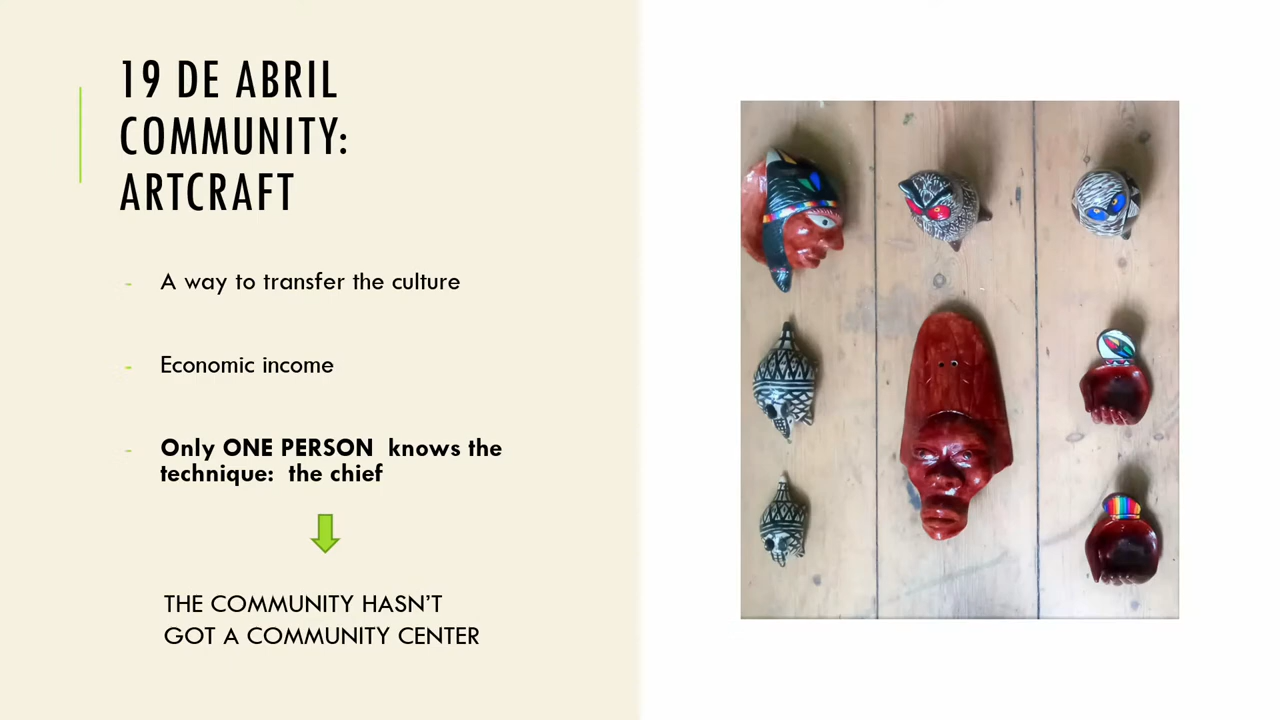 19 DE ABRIL
COMMUNITY:
ARTCRAFT
- A way to transfer the culture
- Economic income
- Only ONE PERSON  knows the
technique:  the chief
THE COMMUNITY HASN’T
GOT A COMMUNITY CENTER